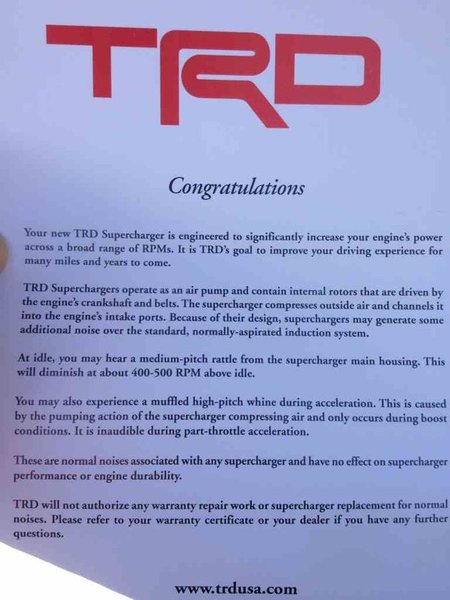 TRD
Congratulations
Your new TRD Supercharger is engineered to significantly increase your engine's power
across a broad range of RPMs. It is TRD's goal to improve your driving experience for
many miles and years to come.
TRD Superchargers operate as an air pump and contain internal rotors that are driven by
the engine's crankshaft and belts. The supercharger compresses outside air and channels it
into the engine's intake ports. Because of their design, superchargers may generate some
additional noise over the standard, normally-aspirated induction system.
At idle, you may hear a medium-pitch rattle from the supercharger main housing. This
will diminish at about 400-500 RPM above idle.
You may also experience a muffled high-pitch whine during acceleration. This is caused
by the pumping action of the supercharger compressing air and only occurs during boost
conditions. It is inaudible during part-throttle acceleration.
These are normal noises associated with any supercharger and have no effect on supercharger
performance or engine durability.
TRD will not authorize any warranty repair work or supercharger replacement for normal
noises. Please refer to your warranty certificate or your dealer if you have any further
questions.
www.trdusa.com